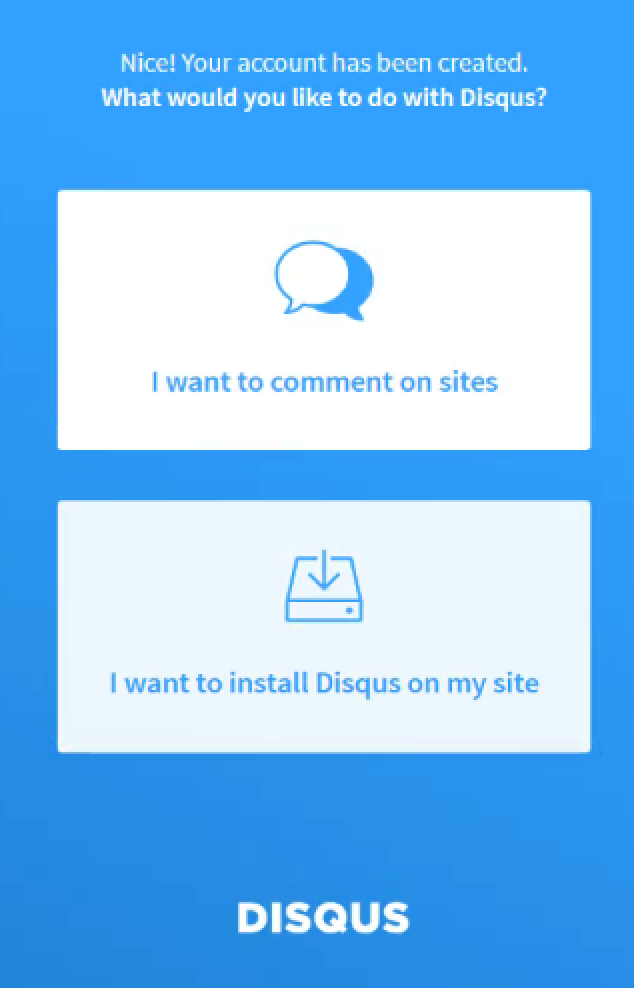 Nice! Your account has been created.
What would you like to do with Disqus?
I want to comment on sites
I want to install Disqus on my site
DISQUS